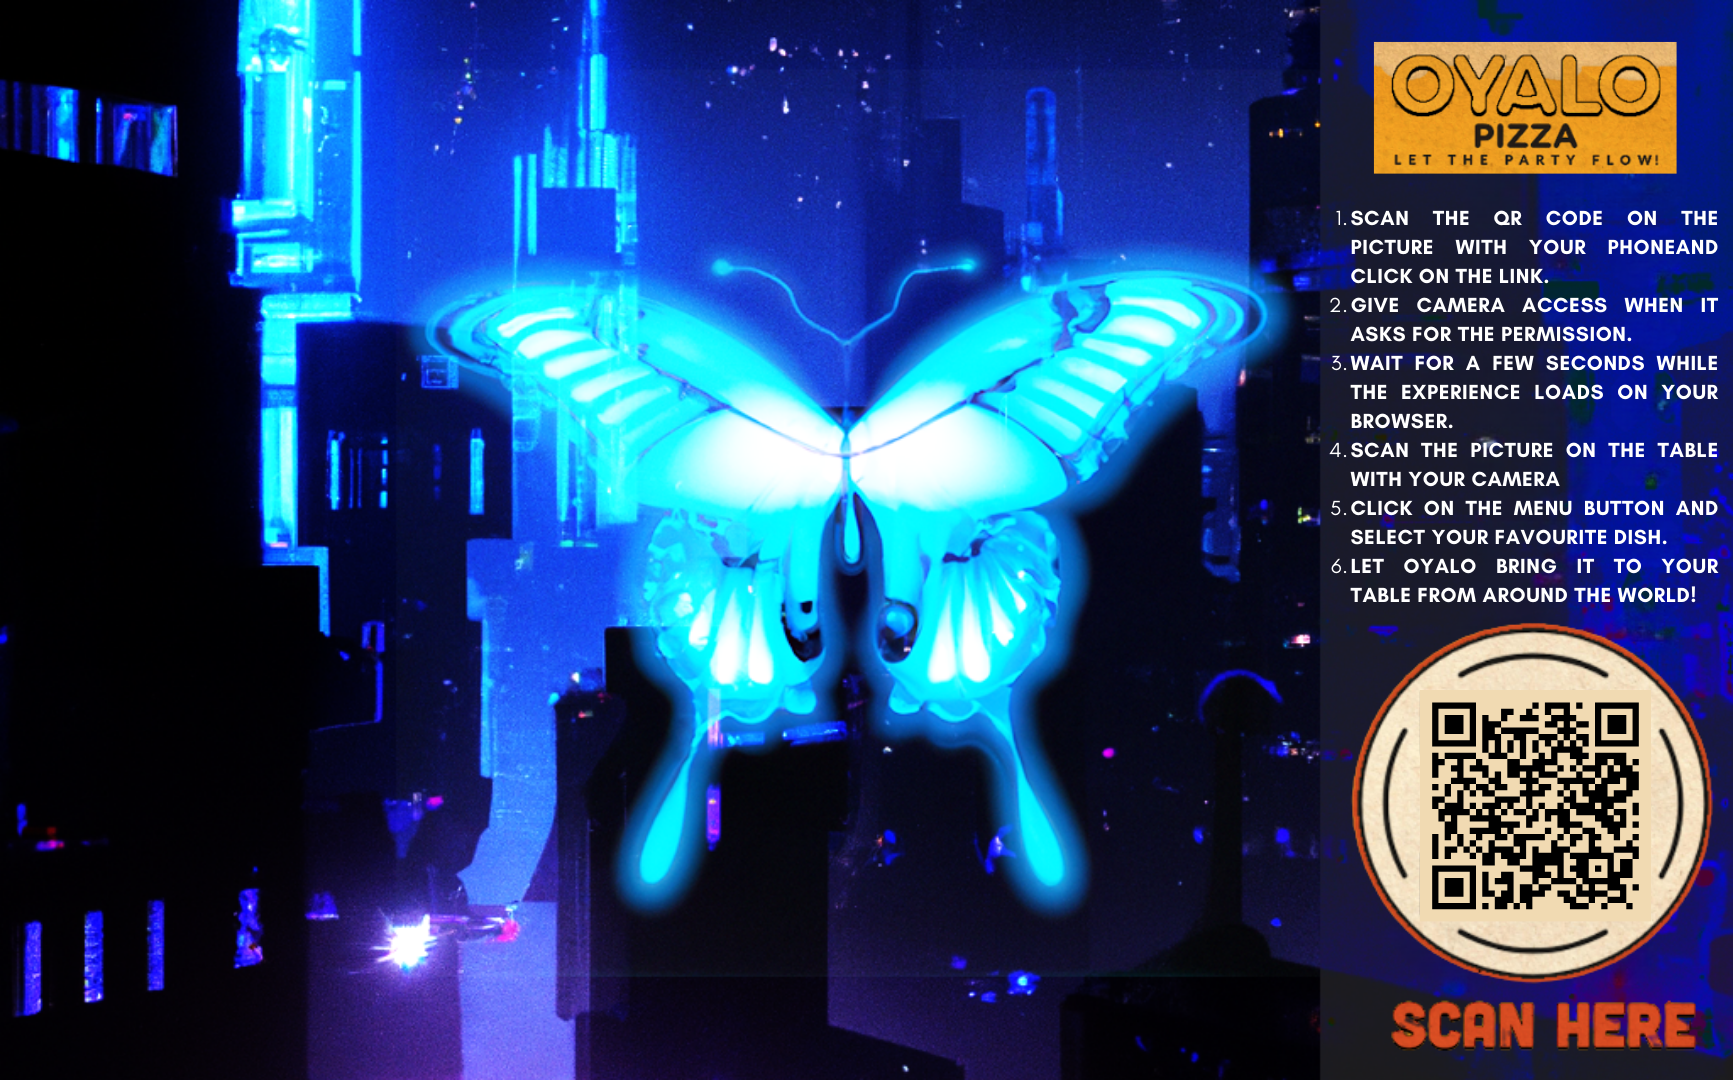 OYALO
PIZZA
LET THE PARTY FLOW!
1. SCAN THE QR CODE ON THE
PICTURE WITH YOUR PHONEAND
CLICK ON THE LINK.
2. GIVE CAMERA ACCESS WHEN IT
ASKS FOR THE PERMISSION.
3. WAIT FOR A FEW SECONDS WHILE
THE EXPERIENCE LOADS ON YOUR
BROWSER.
4. SCAN THE PICTURE ON THE TABLE
WITH YOUR CAMERA
5. CLICK ON THE MENU BUTTON AND
SELECT YOUR FAVOURITE DISH.
6. LET OYALO BRING IT TO YOUR
TABLE FROM AROUND THE WORLD!
SCAN HERE